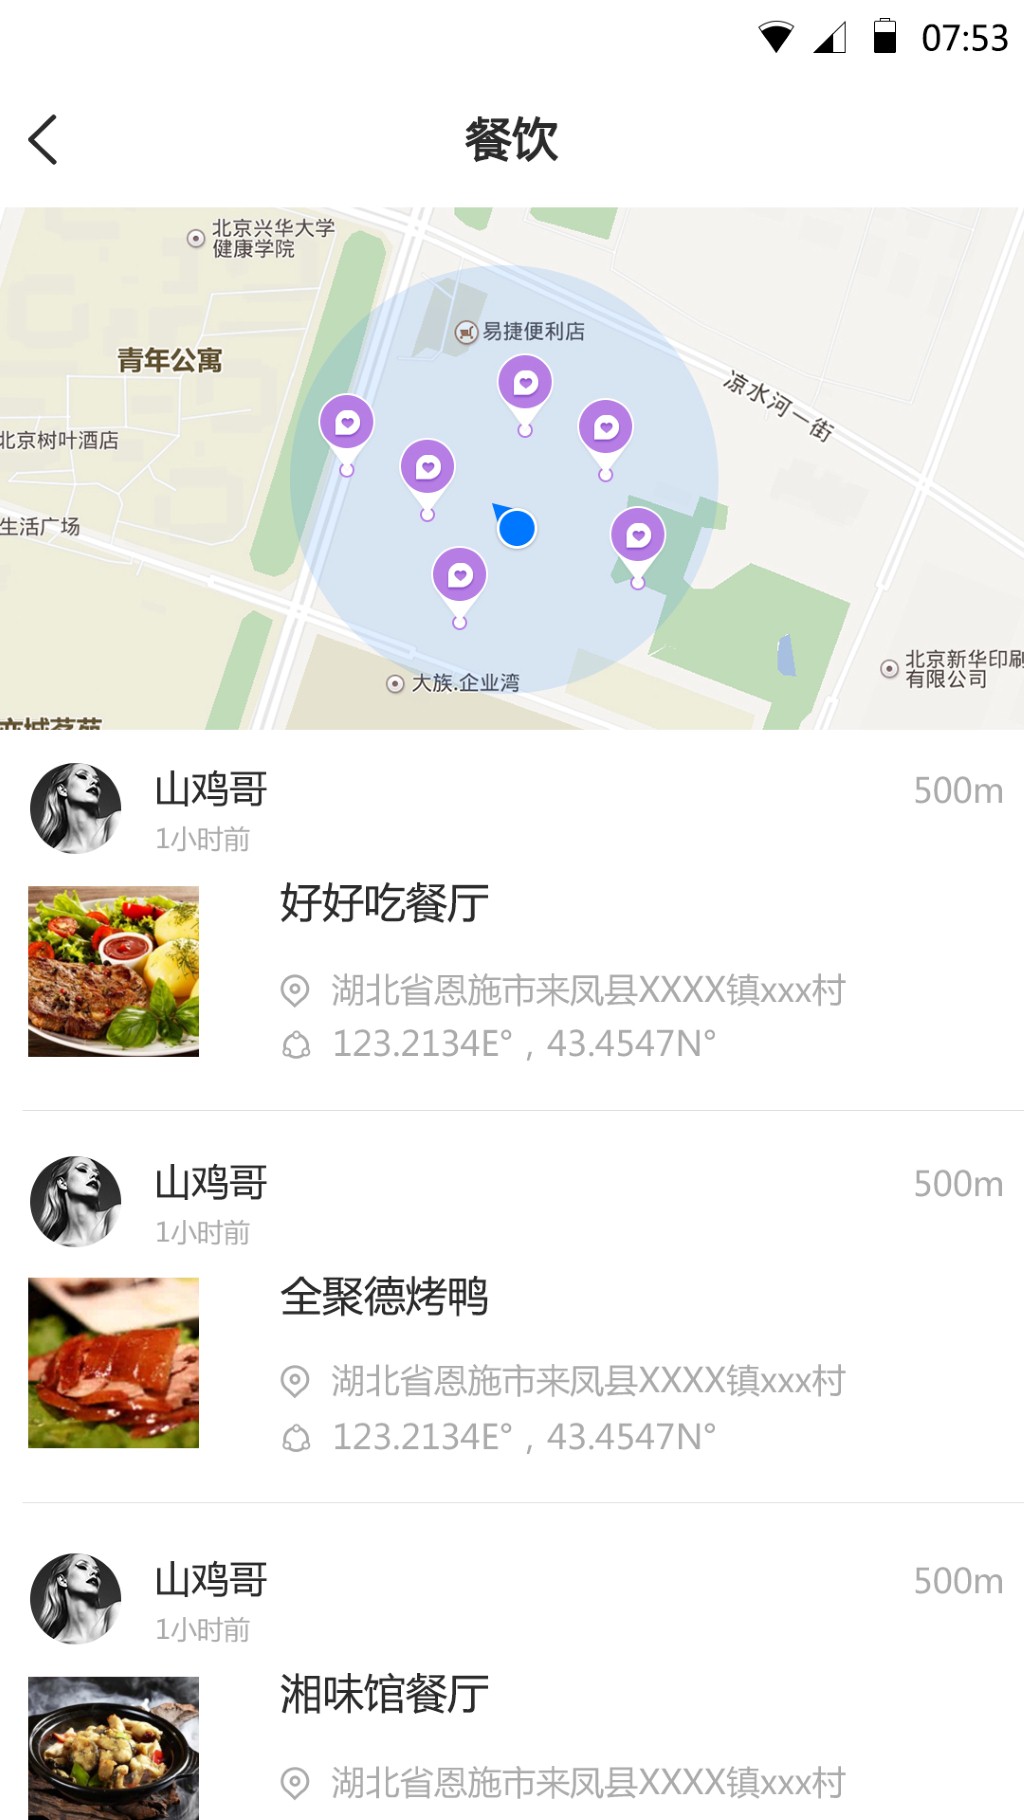 07:53
餐饮
北京兴华大学
健康学院
易捷便利店
青年公寓
凉水河一街
北京树叶酒店
生活广场
北京新华印刷
有限公司
大族.企业湾
山鸡哥
500m
1小时前
好好吃餐厅
湖北省恩施市来凤县XXXX镇xxx村
123.2134E°，43.4547N°
山鸡哥
500m
1小时前
全聚德烤鸭
湖北省恩施市来凤县XXXX镇xxx村
123.2134E°，43.4547N°
山鸡哥
500m
1小时前
湘味馆餐厅
湖北省恩施市来凤县XXXX镇xxx村